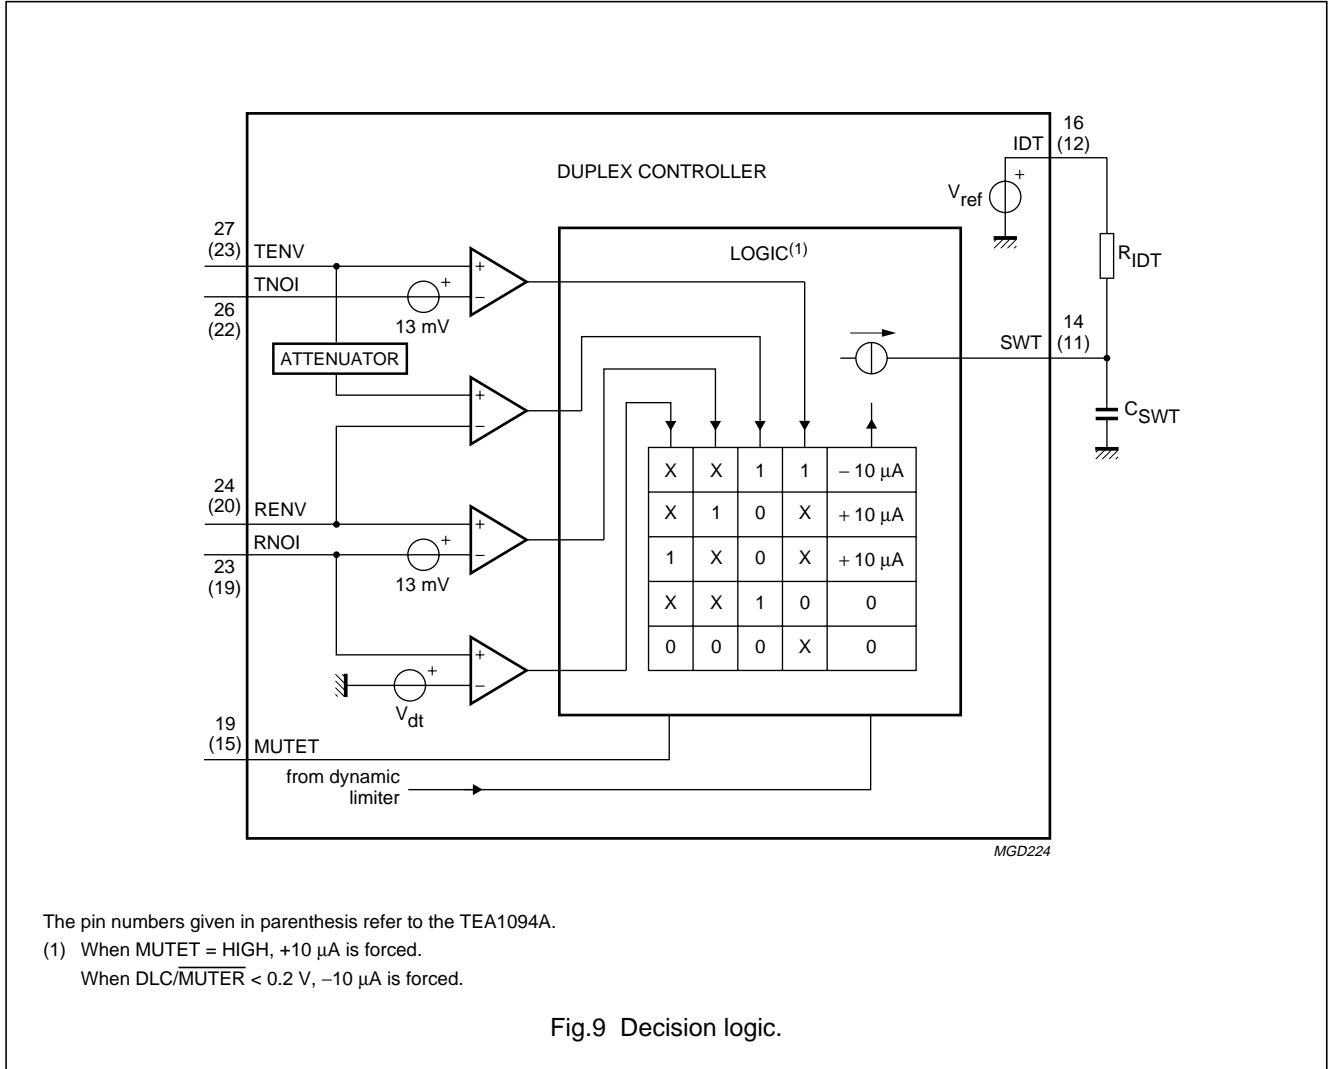 DUPLEX CONTROLLER
16
(12)
IDT
Vref
+
RIDT
27
(23)
TENV
TNOI
26
(22)
+
13 mV
+
−
LOGIC(1)
ATTENUATOR
+
−
SWT
14
(11)
CSWT
24
(20)
RENV
RNOI
23
(19)
+
13 mV
+
−
+
−
+
Vdt
X X 1 1 − 10 µA
X 1 0 X + 10 µA
1 X 0 X + 10 µA
X X 1 0 0
0 0 0 X 0
19
(15)
MUTET
from dynamic
limiter
MGD224
The pin numbers given in parenthesis refer to the TEA1094A.
(1) When MUTET = HIGH, +10 µA is forced.
When DLC/MUTER < 0.2 V, −10 µA is forced.
Fig.9 Decision logic.